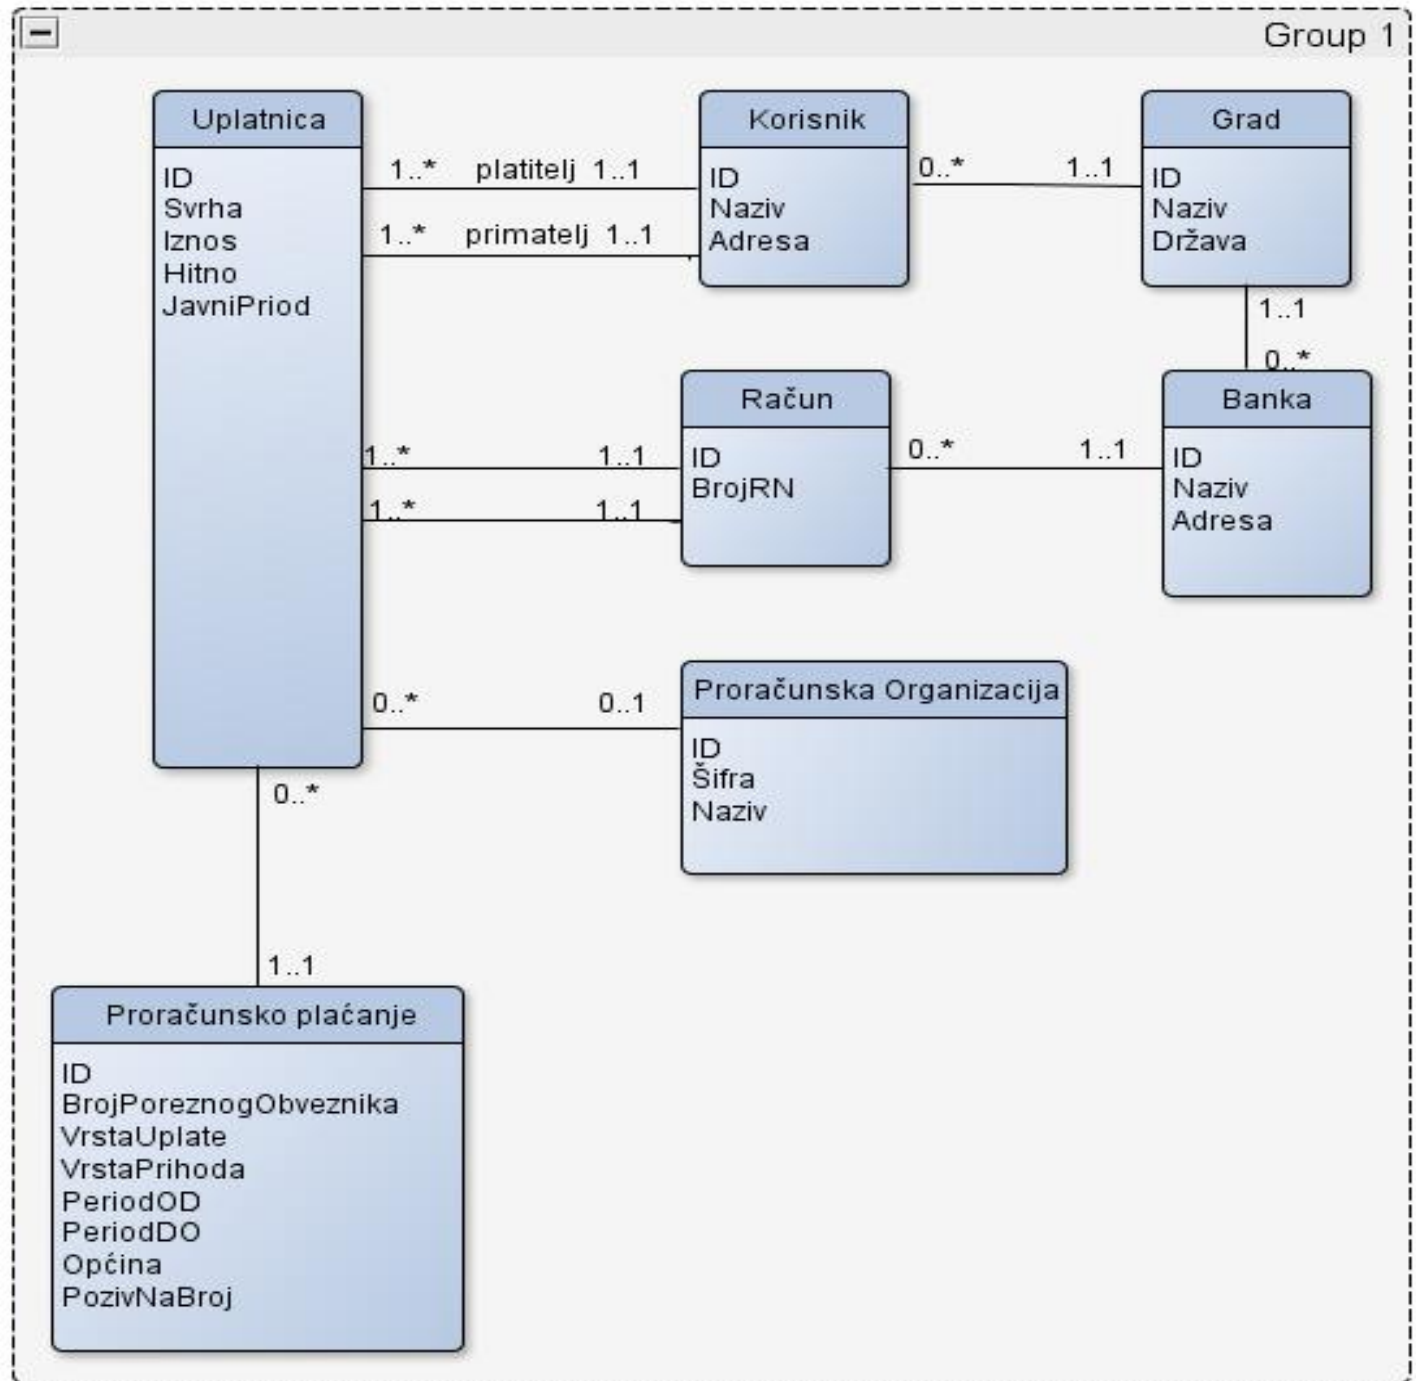 Group 1
Uplatnica
ID
Svrha
Iznos
Hitno
JavniPriod
1..* platitelj 1..1
1..* primatelj 1..1
Korisnik
ID
Naziv
Adresa
0..* 1..1
Grad
ID
Naziv
Država
1..1
0..*
1..* 1..1
1..* 1..1
Račun
ID
BrojRN
0..* 1..1
Banka
ID
Naziv
Adresa
0..* 0..1
Proračunska Organizacija
ID
Šifra
Naziv
0..*
1..1
Proračunsko plaćanje
ID
BrojPoreznogObveznika
VrstaUplate
VrstaPrihoda
PeriodOD
PeriodDO
Općina
PozivNaBroj